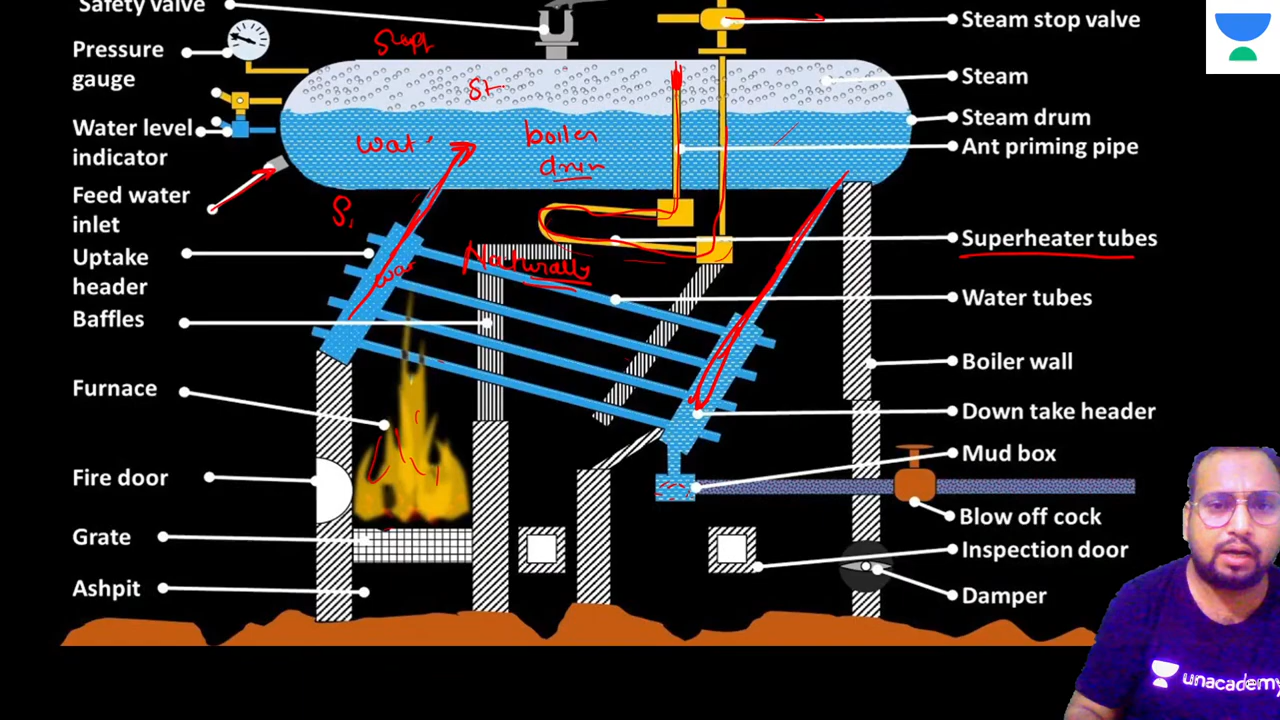 Safety valve
Pressure
gauge
Water level
indicator
Feed water
inlet
Uptake
header
Baffles
Furnace
Fire door
Grate
Ashpit
St.
Wat
boiler
drum
Naturally
Steam stop valve
Steam
Steam drum
Ant priming pipe
Superheater tubes
Water tubes
Boiler wall
Down take header
Mud box
Blow off cock
Inspection door
Damper
unacademy